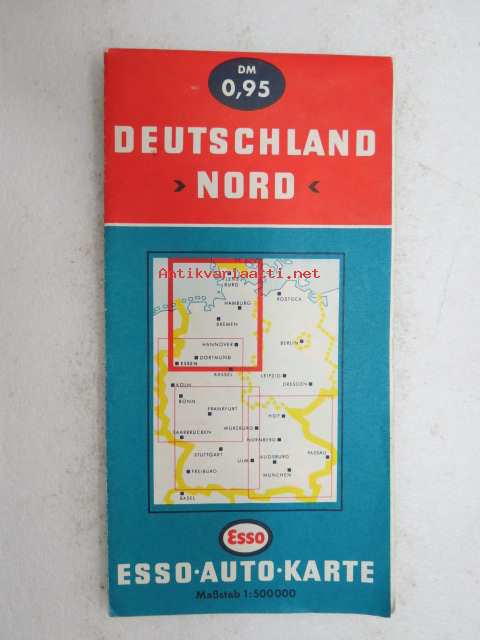 DM
0,95
DEUTSCHLAND
NORD
Antikvariaatti.net
FLENS-
BURG
ROSTOCK
HAMBURG
BREMEN
BERLIN
HANNOVER
DORTMUND
ESSEN
KASSEL
LEIPZIG
DRESDEN
KÖLN
BONN
FRANKFURT
HOF
WÜRZBURG
SAARBRÜCKEN
NÜRNBERG
STUTTGART
PASSAU
ULM
AUGSBURG
FREIBURG
MÜNCHEN
BASEL
Esso
ESSO·AUTO·KARTE
Maßstab 1:500000